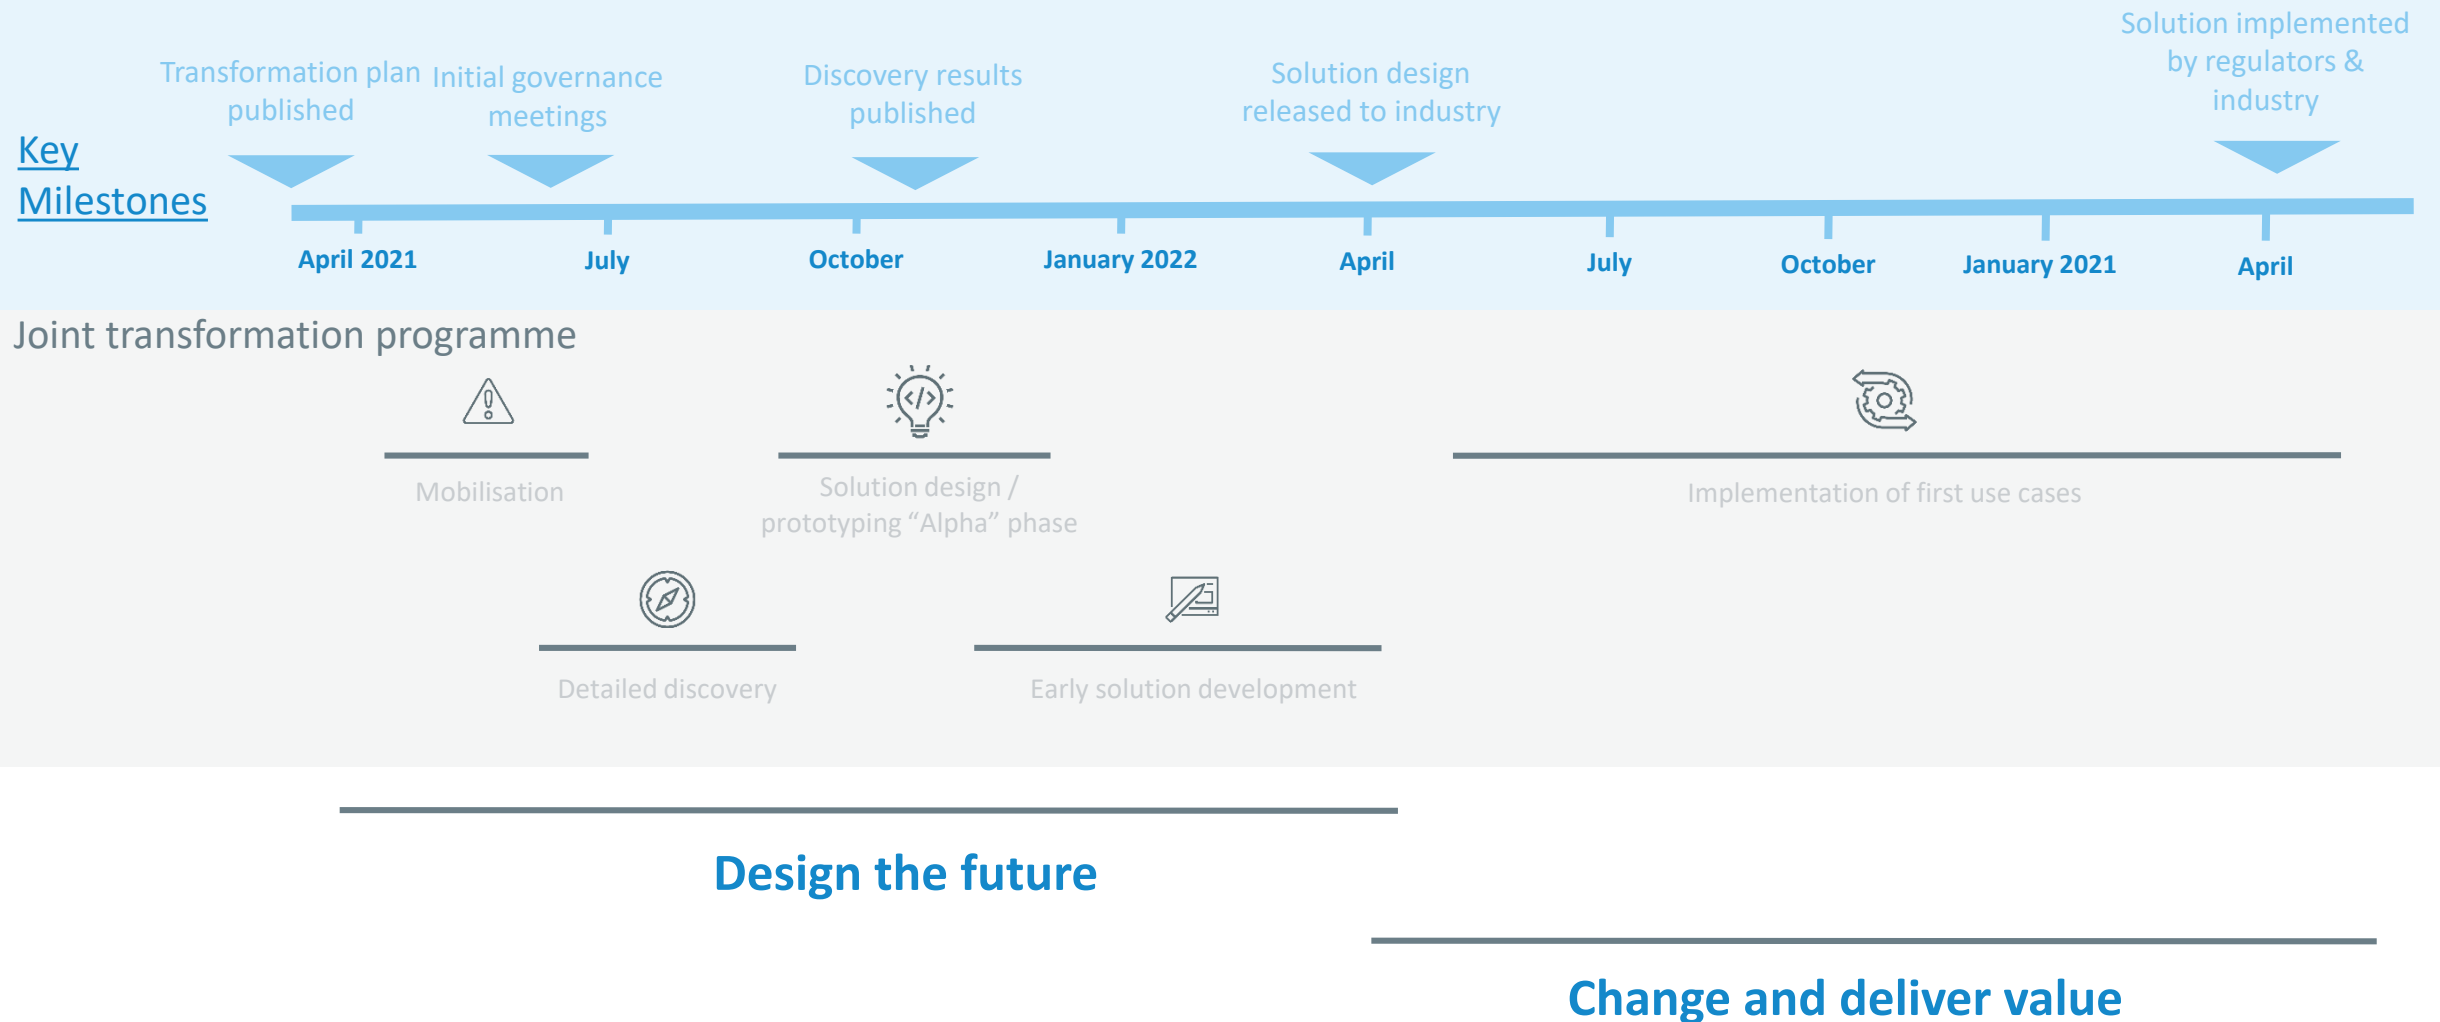 Transformation plan
published
Initial governance
meetings
Discovery results
published
Solution design
released to industry
Solution implemented
by regulators &
industry
Key
Milestones
April 2021
July
October
January 2022
April
July
October
January 2021
April
Joint transformation programme
Mobilisation
Solution design /
prototyping “Alpha” phase
Implementation of first use cases
Detailed discovery
Early solution development
Design the future
Change and deliver value